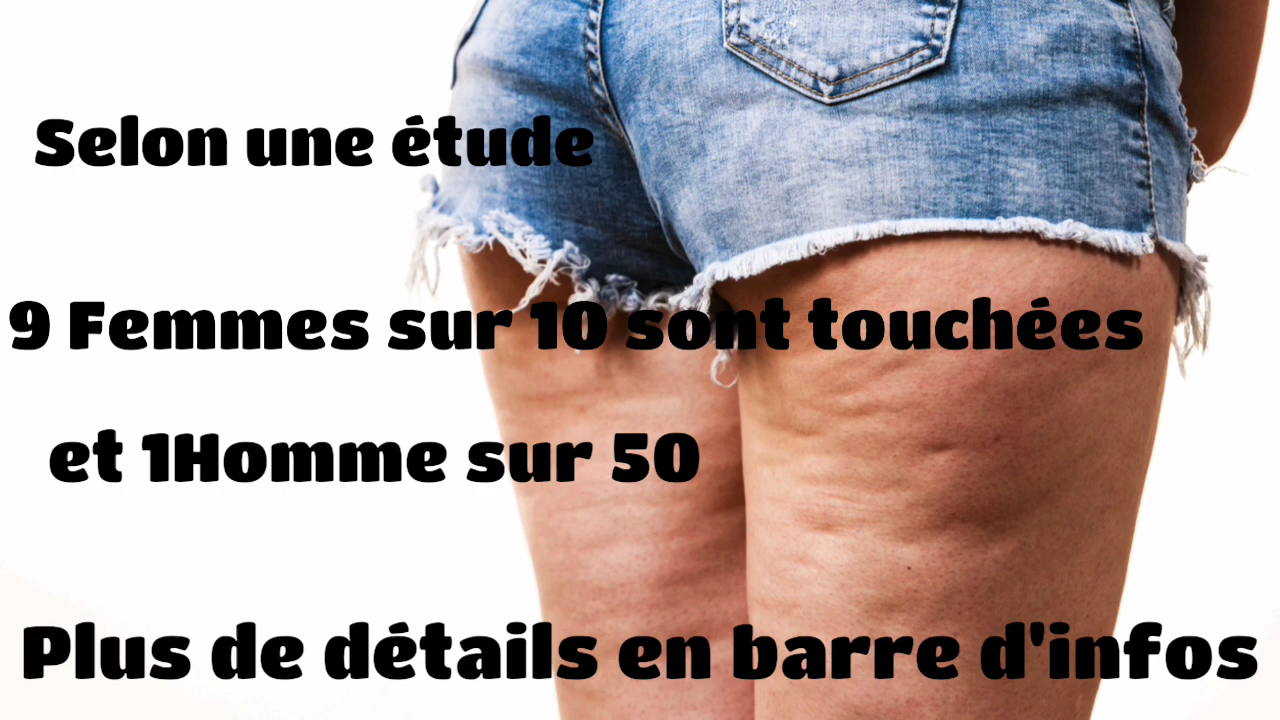 Selon une étude
9 Femmes sur 10 sont touchées
et 1Homme sur 50
Plus de détails en barre d'infos